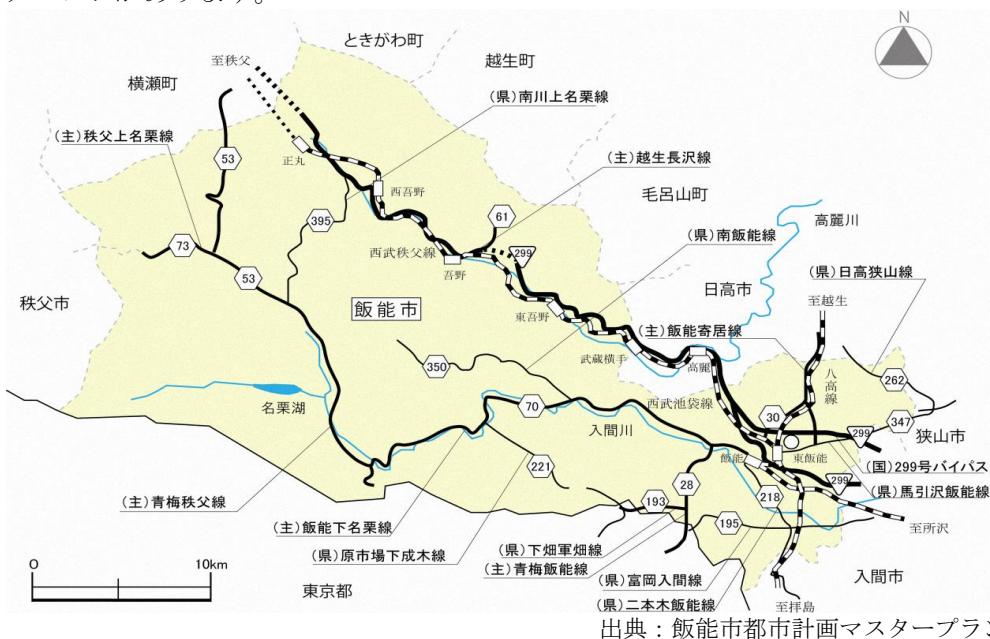 N
ときがわ町
至秩父
越生町
横瀬町
(県)南川上名栗線
(主)秩父上名栗線
53
正丸
(主)越生長沢線
西吾野
毛呂山町
395
61
高麗川
(県)南飯能線
73
西武秩父線
299
(県)日高狭山線
吾野
53
日高市
至越生
秩父市
飯能市
東吾野
(主)飯能寄居線
武蔵横手
高麗
八高線
350
262
名栗湖
70
西武池袋線
30
347
入間川
299
狭山市
飯能
東飯能
(国)299号バイパス
221
28
299
(県)馬引沢飯能線
(主)青梅秩父線
193
218
(主)飯能下名栗線
195
至所沢
(県)原市場下成木線
(県)下畑軍畑線
(主)青梅飯能線
0
10km
(県)富岡入間線
入間市
東京都
(県)二本木飯能線
至拝島
出典:飯能市都市計画マスタープラン